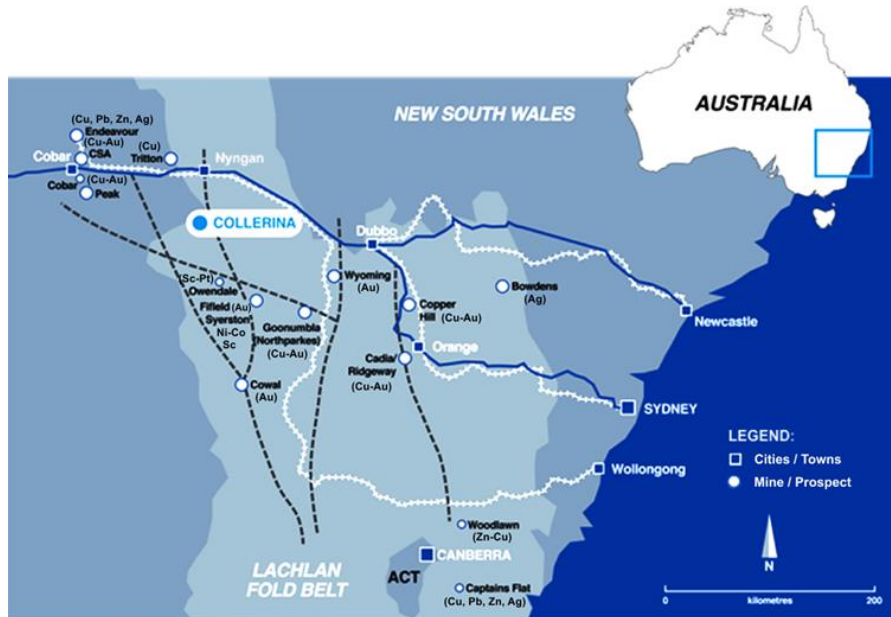 AUSTRALIA
NEW SOUTH WALES
(Cu, Pb, Zn, Ag)
Endeavour
(Cu-Au)
CSA
(Cu)
Tritton
Cobar
Nyngan
Cobar
(Cu-Au)
Peak
COLLERINA
Dubbo
(Sc-Pt)
Owendale
Wyoming
(Au)
Bowdens
(Ag)
Fifield (Au)
Syerston
Ni-Co
Sc
Goonumbla
(Northparkes)
(Cu-Au)
Copper
Hill (Cu-Au)
Newcastle
Orange
Cadia/
Ridgeway
(Cu-Au)
Cowal
(Au)
SYDNEY
LEGEND:
Cities / Towns
Mine / Prospect
Wollongong
Woodlawn
(Zn-Cu)
CANBERRA
ACT
LACHLAN
FOLD BELT
Captains Flat
(Cu, Pb, Zn, Ag)
N
0 200
kilometres